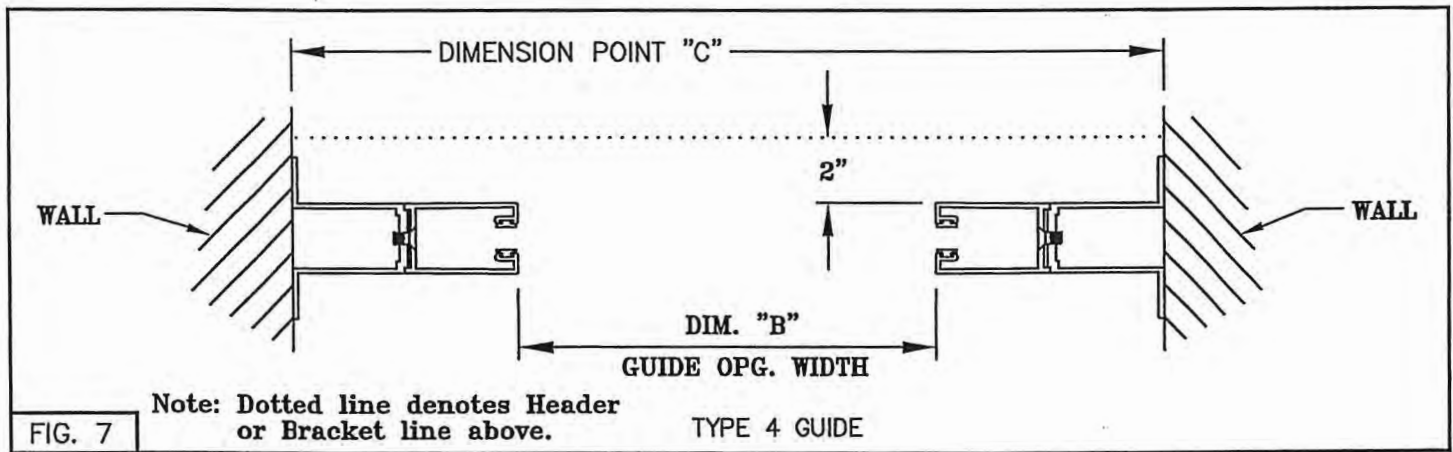 DIMENSION POINT "C"
2"
WALL
WALL
DIM. "B"
GUIDE OPG. WIDTH
Note: Dotted line denotes Header
or Bracket line above.
TYPE 4 GUIDE
FIG. 7